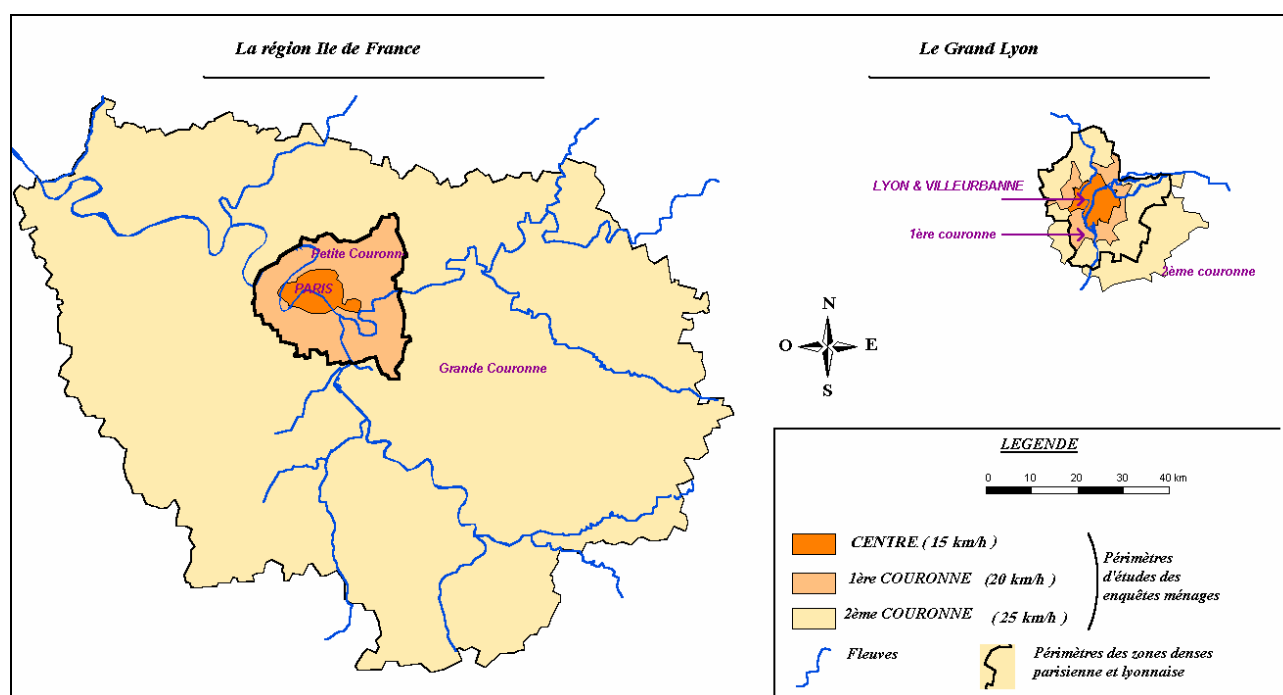 La région Ile de France
Le Grand Lyon
LYON & VILLEURBANNE
1ère couronne
2ème couronne
Petite Couronn
PARIS
Grande Couronne
N
O
E
S
LEGENDE
0 10 20 30 40 km
CENTRE ( 15 km/h )
1ère COURONNE (20 km/h )
2ème COURONNE ( 25 km/h )
Périmètres
d'études des
enquêtes ménages
Fleuves
Périmètres des zones denses
parisienne et lyonnaise